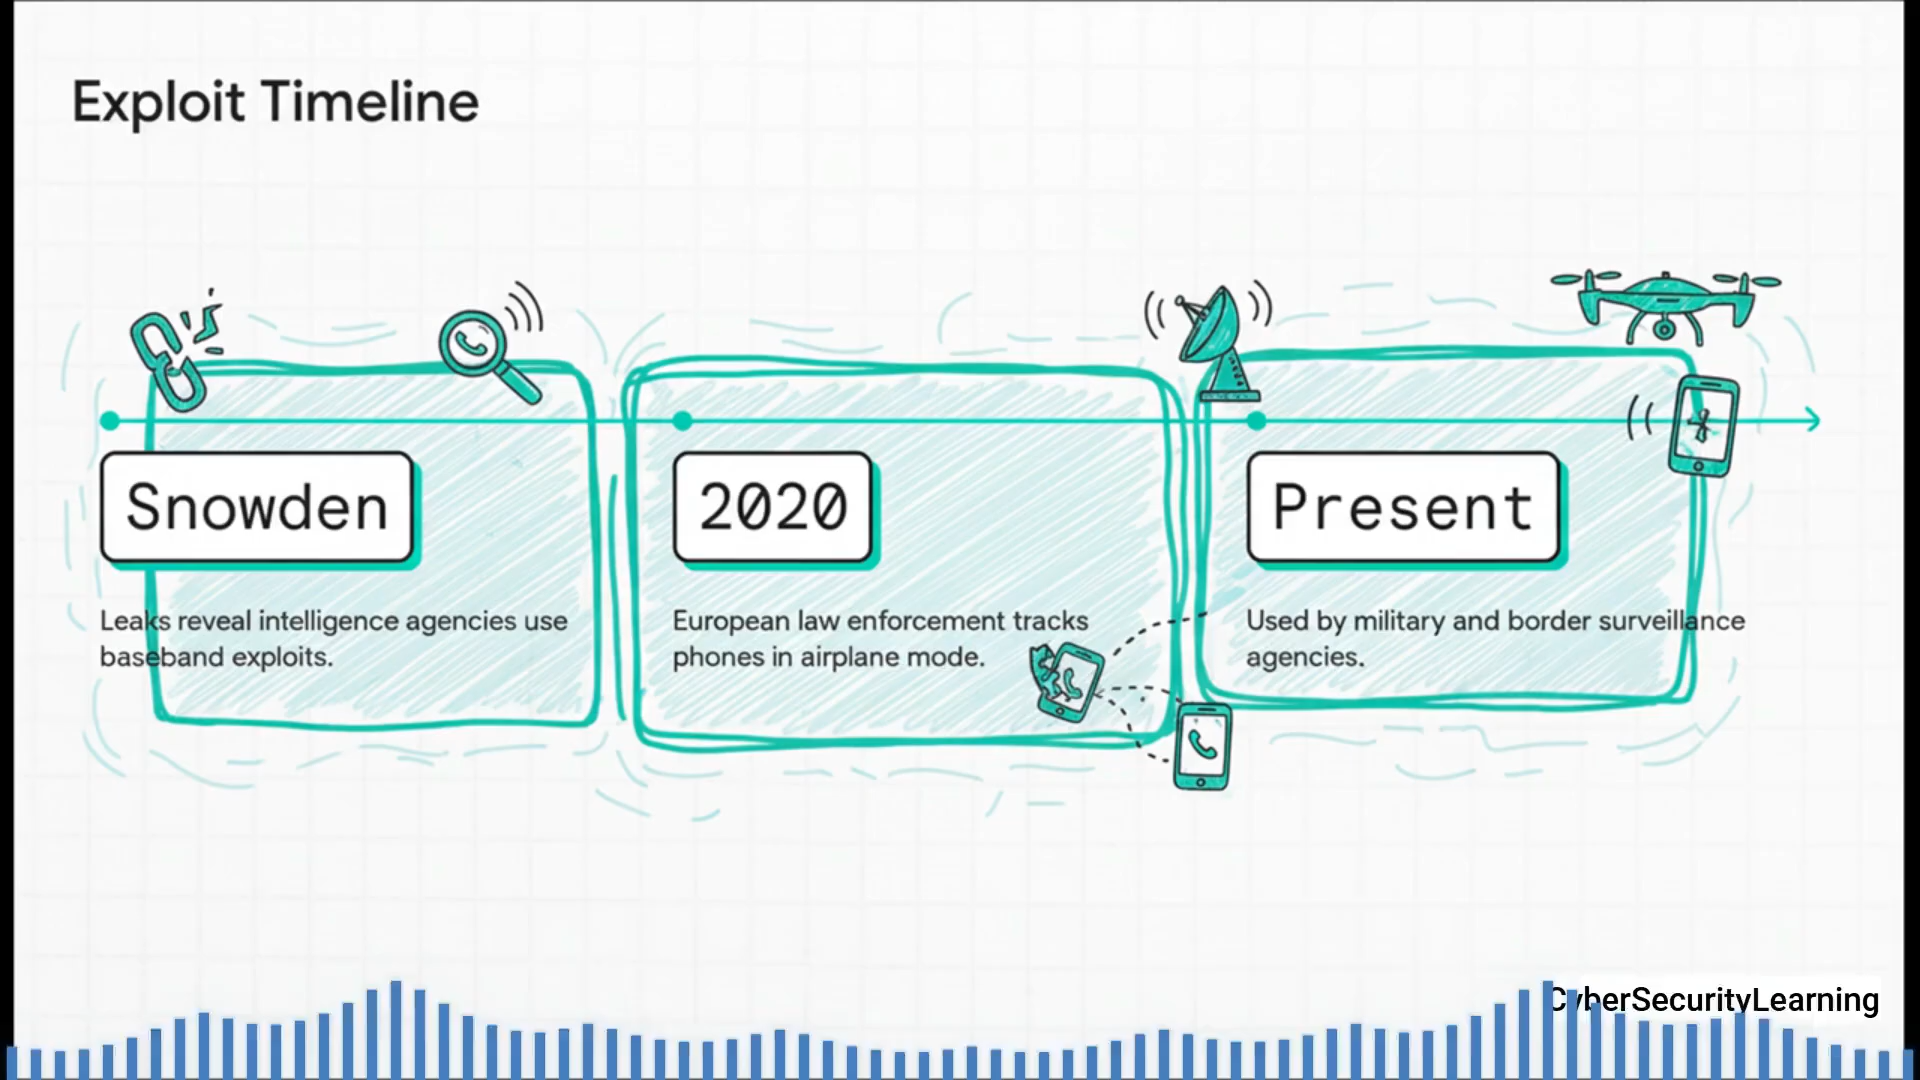 Exploit Timeline
Snowden
Leaks reveal intelligence agencies use
baseband exploits.
2020
European law enforcement tracks
phones in airplane mode.
Present
Used by military and border surveillance
agencies.
CyberSecurityLearning